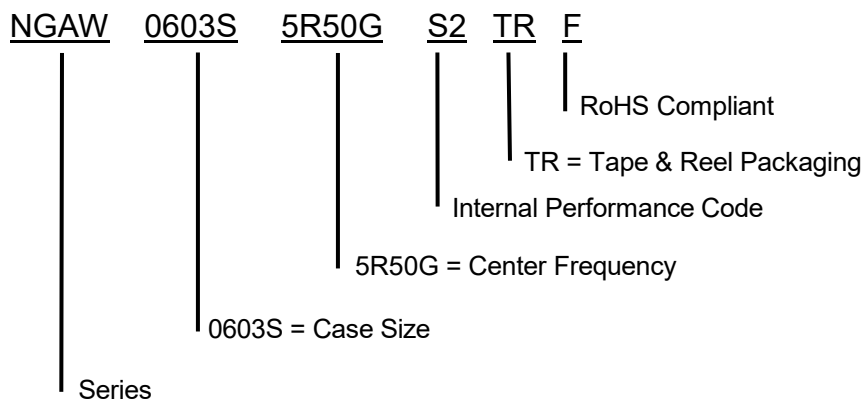 NGAW 0603S 5R50G S2 TR F
RoHS Compliant
TR = Tape & Reel Packaging
Internal Performance Code
5R50G = Center Frequency
0603S = Case Size
Series